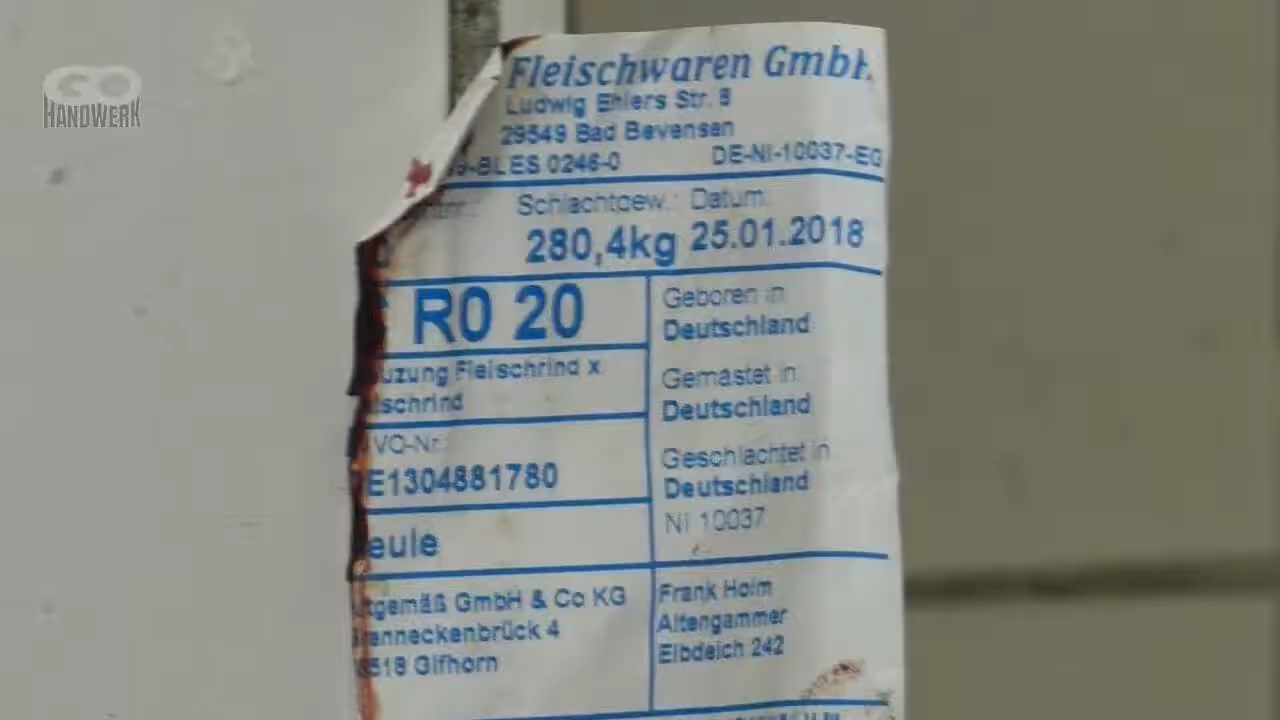 GO
HANDWERK
Fleischwaren GmbH
Ludwig Ehlers Str. 8
29549 Bad Bevensen
-BLES 0246-0 DE-NI-10037-EG
Schlachtgew.: Datum:
280,4kg 25.01.2018
R0 20
uzung Fleischrind x
schrind
VO-Nr.
E1304881780
eule
Geboren in
Deutschland
Gemästet in
Deutschland
Geschlachtet in
Deutschland
NI 10037
tgemäß GmbH & Co KG
renneckenbrück 4
518 Gifhorn
Frank Holm
Altengammer
Elbdeich 242